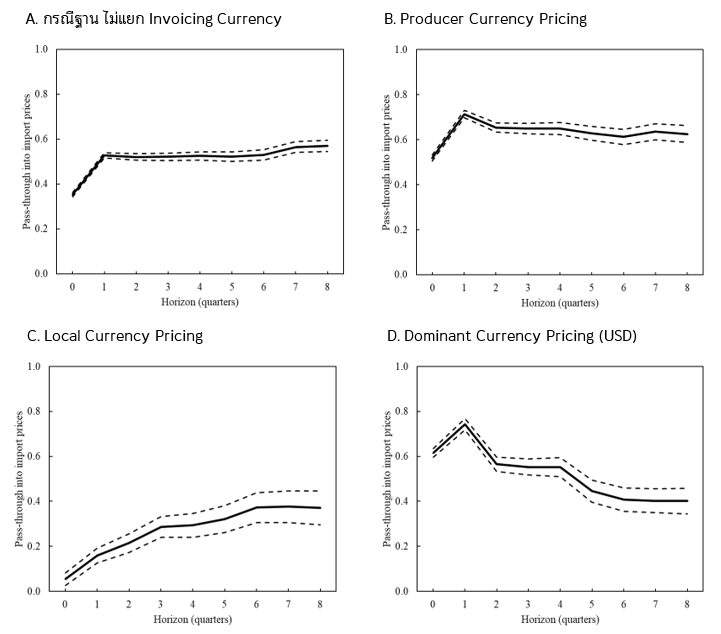 A. กรณีฐาน ไม่แยก Invoicing Currency
Pass-through into import prices
1.0
0.8
0.6
0.4
0.2
0.0
0 1 2 3 4 5 6 7 8
Horizon (quarters)
B. Producer Currency Pricing
Pass-through into import prices
1.0
0.8
0.6
0.4
0.2
0.0
0 1 2 3 4 5 6 7 8
Horizon (quarters)
C. Local Currency Pricing
Pass-through into import prices
1.0
0.8
0.6
0.4
0.2
0.0
0 1 2 3 4 5 6 7 8
Horizon (quarters)
D. Dominant Currency Pricing (USD)
Pass-through into import prices
1.0
0.8
0.6
0.4
0.2
0.0
0 1 2 3 4 5 6 7 8
Horizon (quarters)